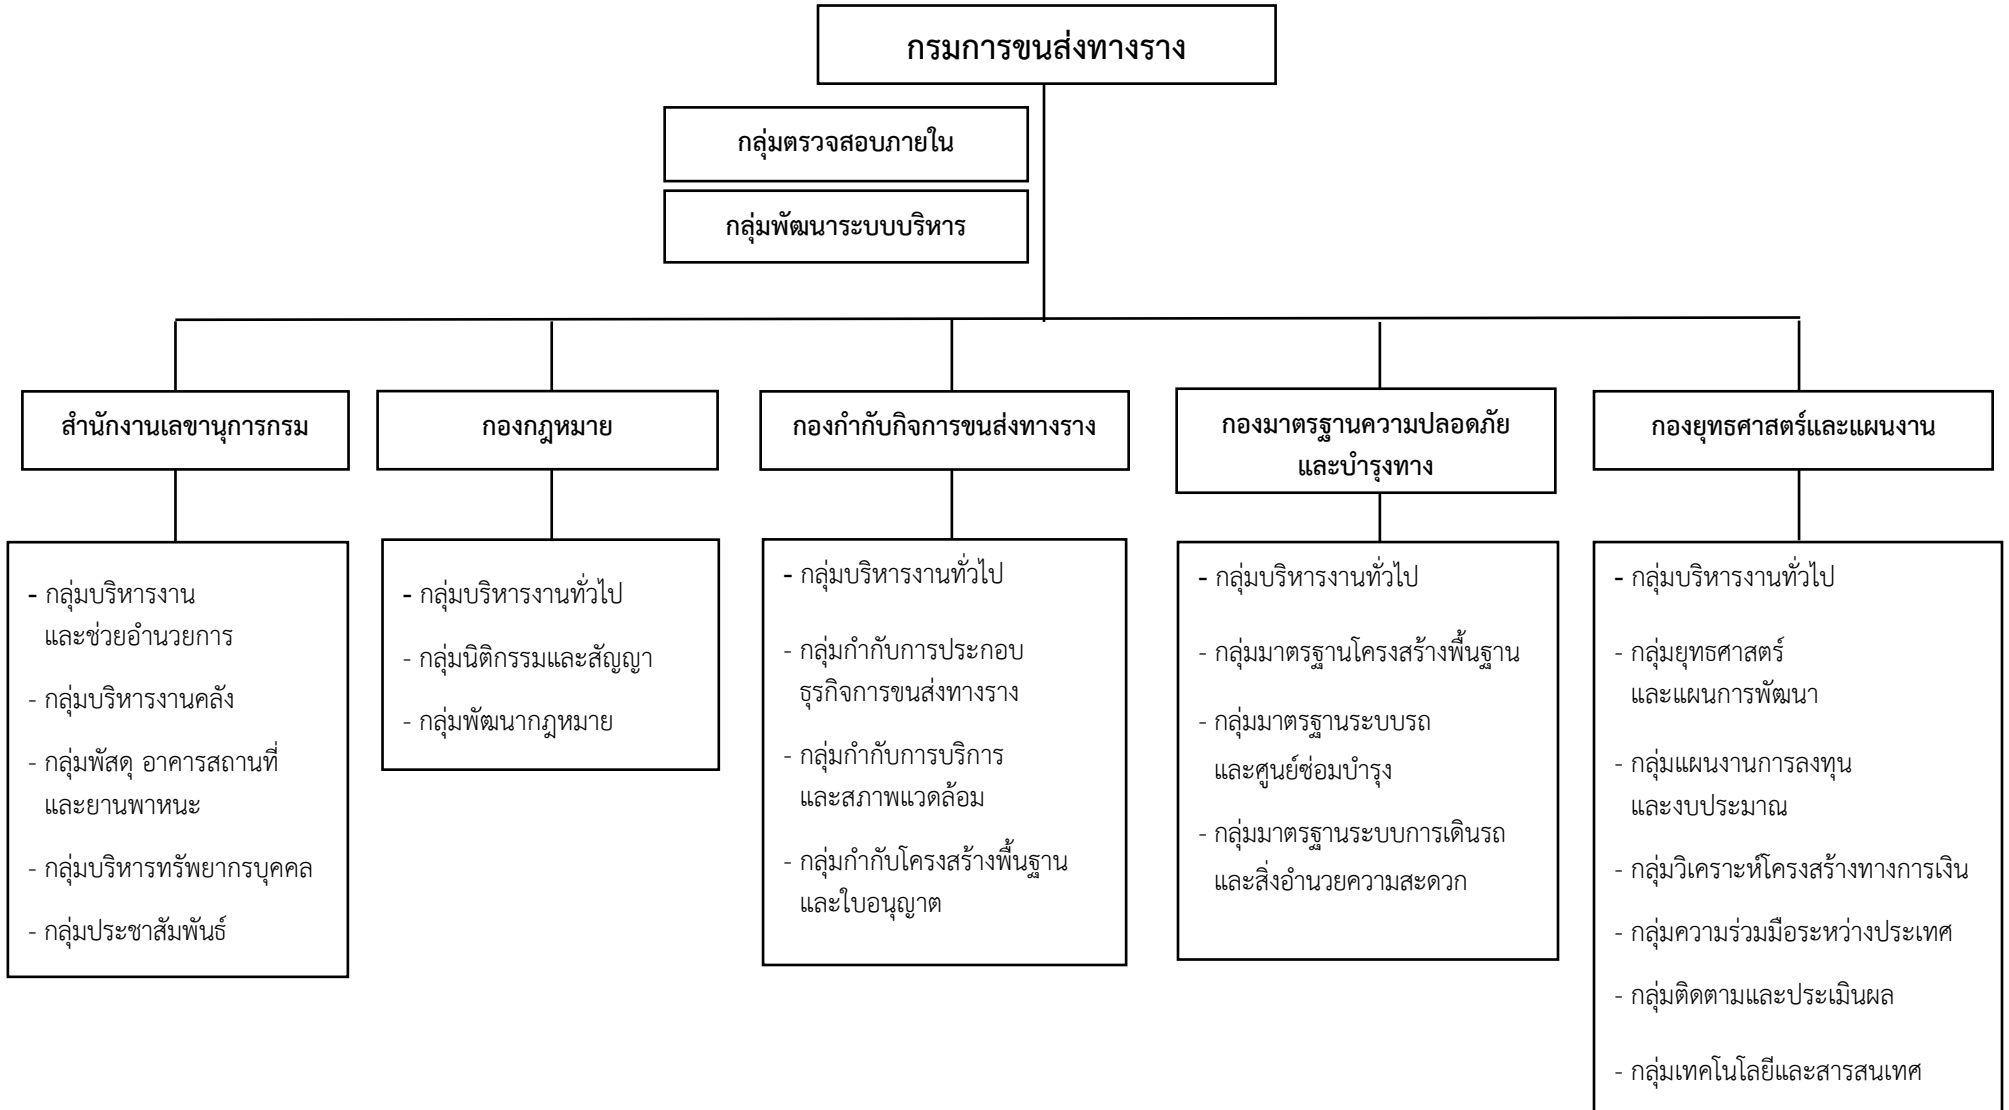 กรมการขนส่งทางราง
กลุ่มตรวจสอบภายใน
กลุ่มพัฒนาระบบบริหาร
สำนักงานเลขานุการกรม
กองกฎหมาย
กองกำกับกิจการขนส่งทางราง
กองมาตรฐานความปลอดภัย
และบำรุงทาง
กองยุทธศาสตร์และแผนงาน
- กลุ่มบริหารงาน
และช่วยอำนวยการ
- กลุ่มบริหารงานคลัง
- กลุ่มพัสดุ อาคารสถานที่
และยานพาหนะ
- กลุ่มบริหารทรัพยากรบุคคล
- กลุ่มประชาสัมพันธ์
- กลุ่มบริหารงานทั่วไป
- กลุ่มนิติกรรมและสัญญา
- กลุ่มพัฒนากฎหมาย
- กลุ่มบริหารงานทั่วไป
- กลุ่มกำกับการประกอบ
ธุรกิจการขนส่งทางราง
- กลุ่มกำกับการบริการ
และสภาพแวดล้อม
- กลุ่มกำกับโครงสร้างพื้นฐาน
และใบอนุญาต
- กลุ่มบริหารงานทั่วไป
- กลุ่มมาตรฐานโครงสร้างพื้นฐาน
- กลุ่มมาตรฐานระบบรถ
และศูนย์ซ่อมบำรุง
- กลุ่มมาตรฐานระบบการเดินรถ
และสิ่งอำนวยความสะดวก
- กลุ่มบริหารงานทั่วไป
- กลุ่มยุทธศาสตร์
และแผนการพัฒนา
- กลุ่มแผนงานการลงทุน
และงบประมาณ
- กลุ่มวิเคราะห์โครงสร้างทางการเงิน
- กลุ่มความร่วมมือระหว่างประเทศ
- กลุ่มติดตามและประเมินผล
- กลุ่มเทคโนโลยีและสารสนเทศ